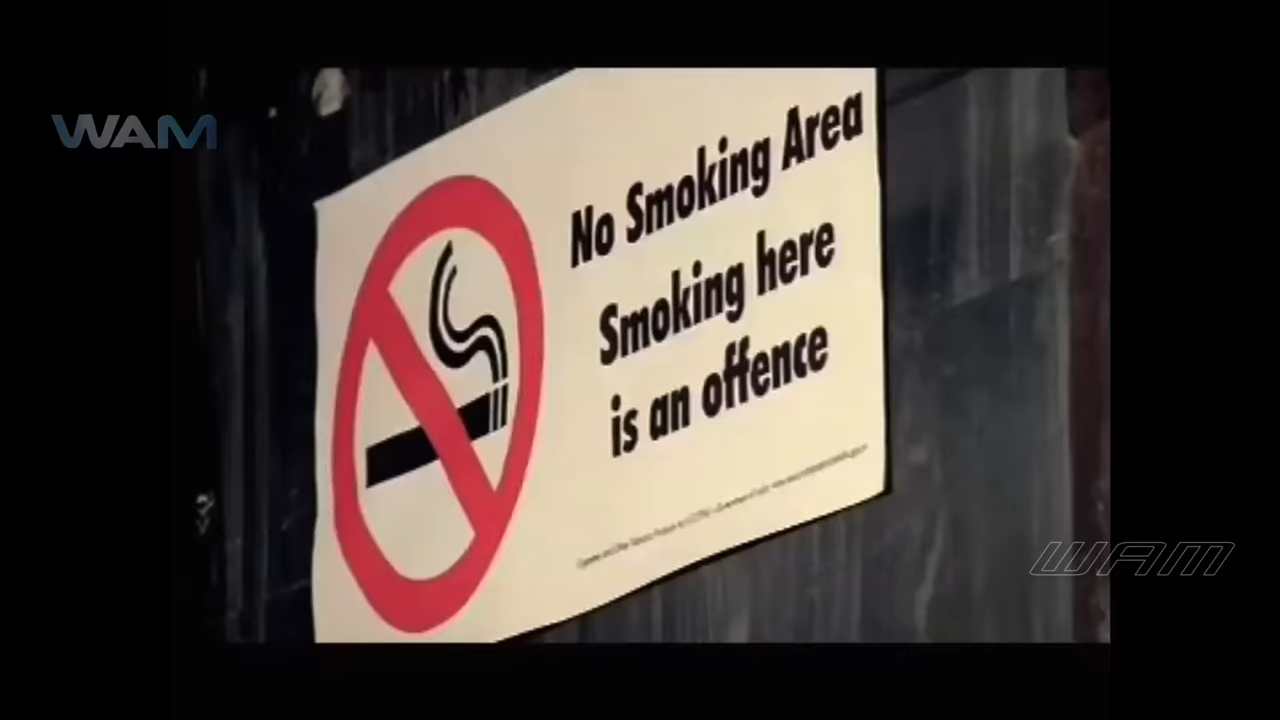 WAM
No Smoking Area
Smoking here
is an offence
WAM